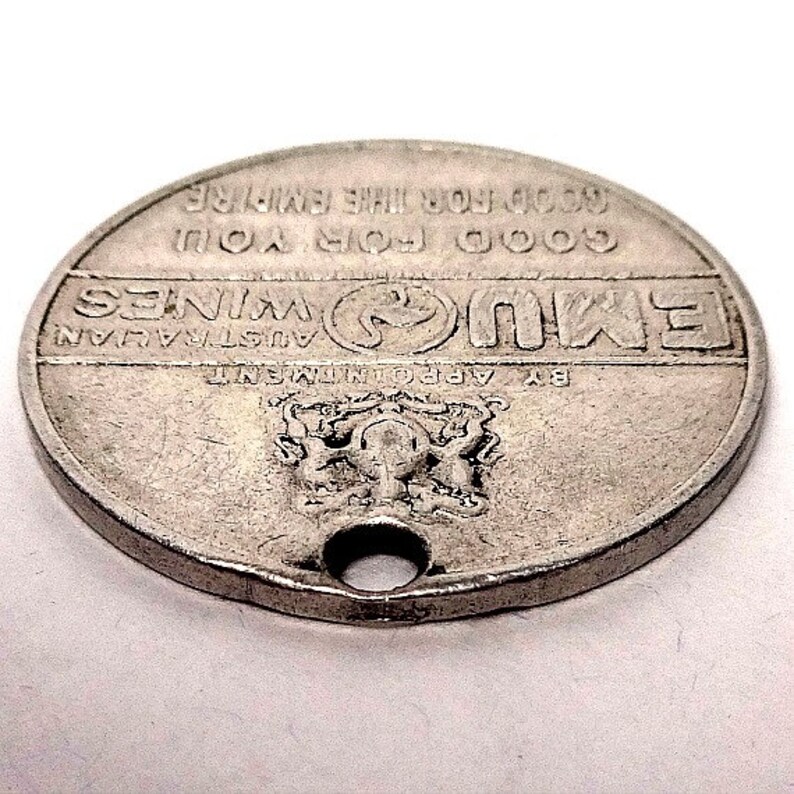 BY APPOINTMENT
EMU AUSTRALIAN WINES
GOOD FOR YOU
GOOD FOR THE EMPIRE